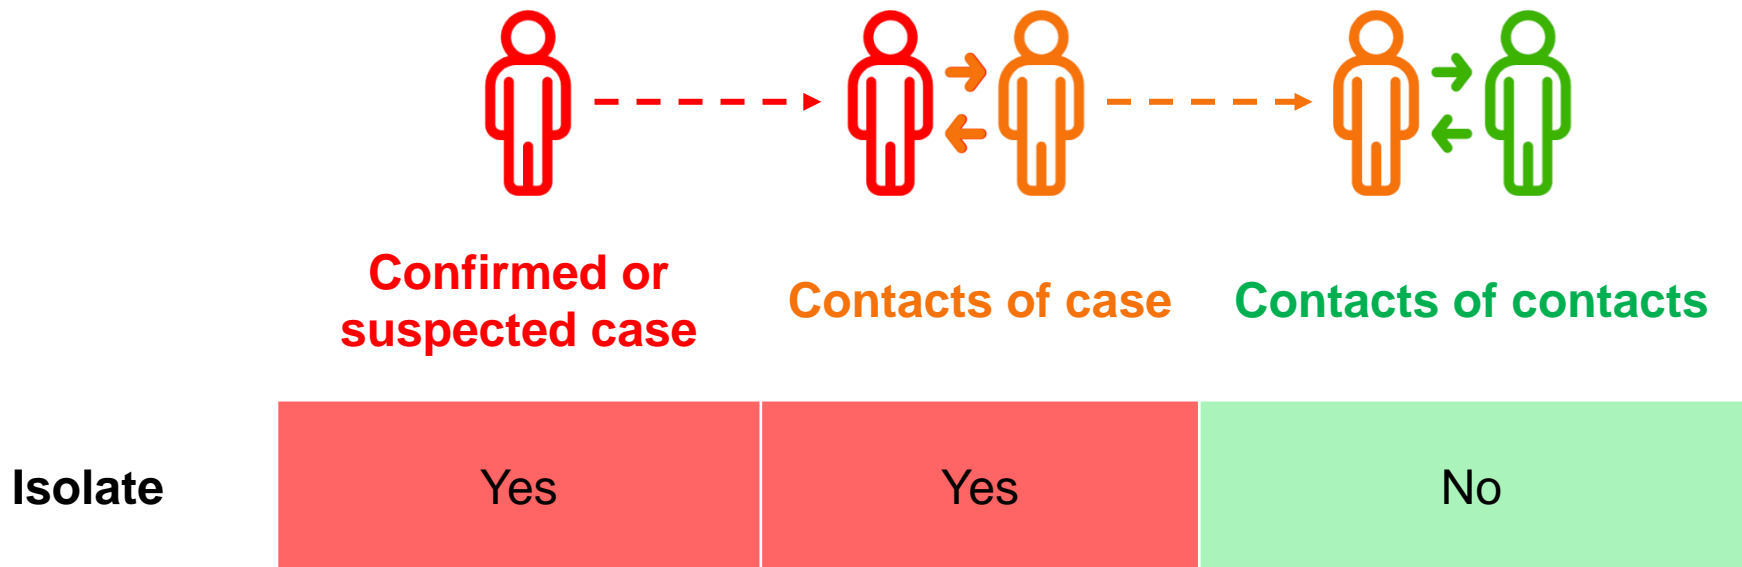 Confirmed or
suspected case
Contacts of case
Contacts of contacts
Isolate
Yes
Yes
No